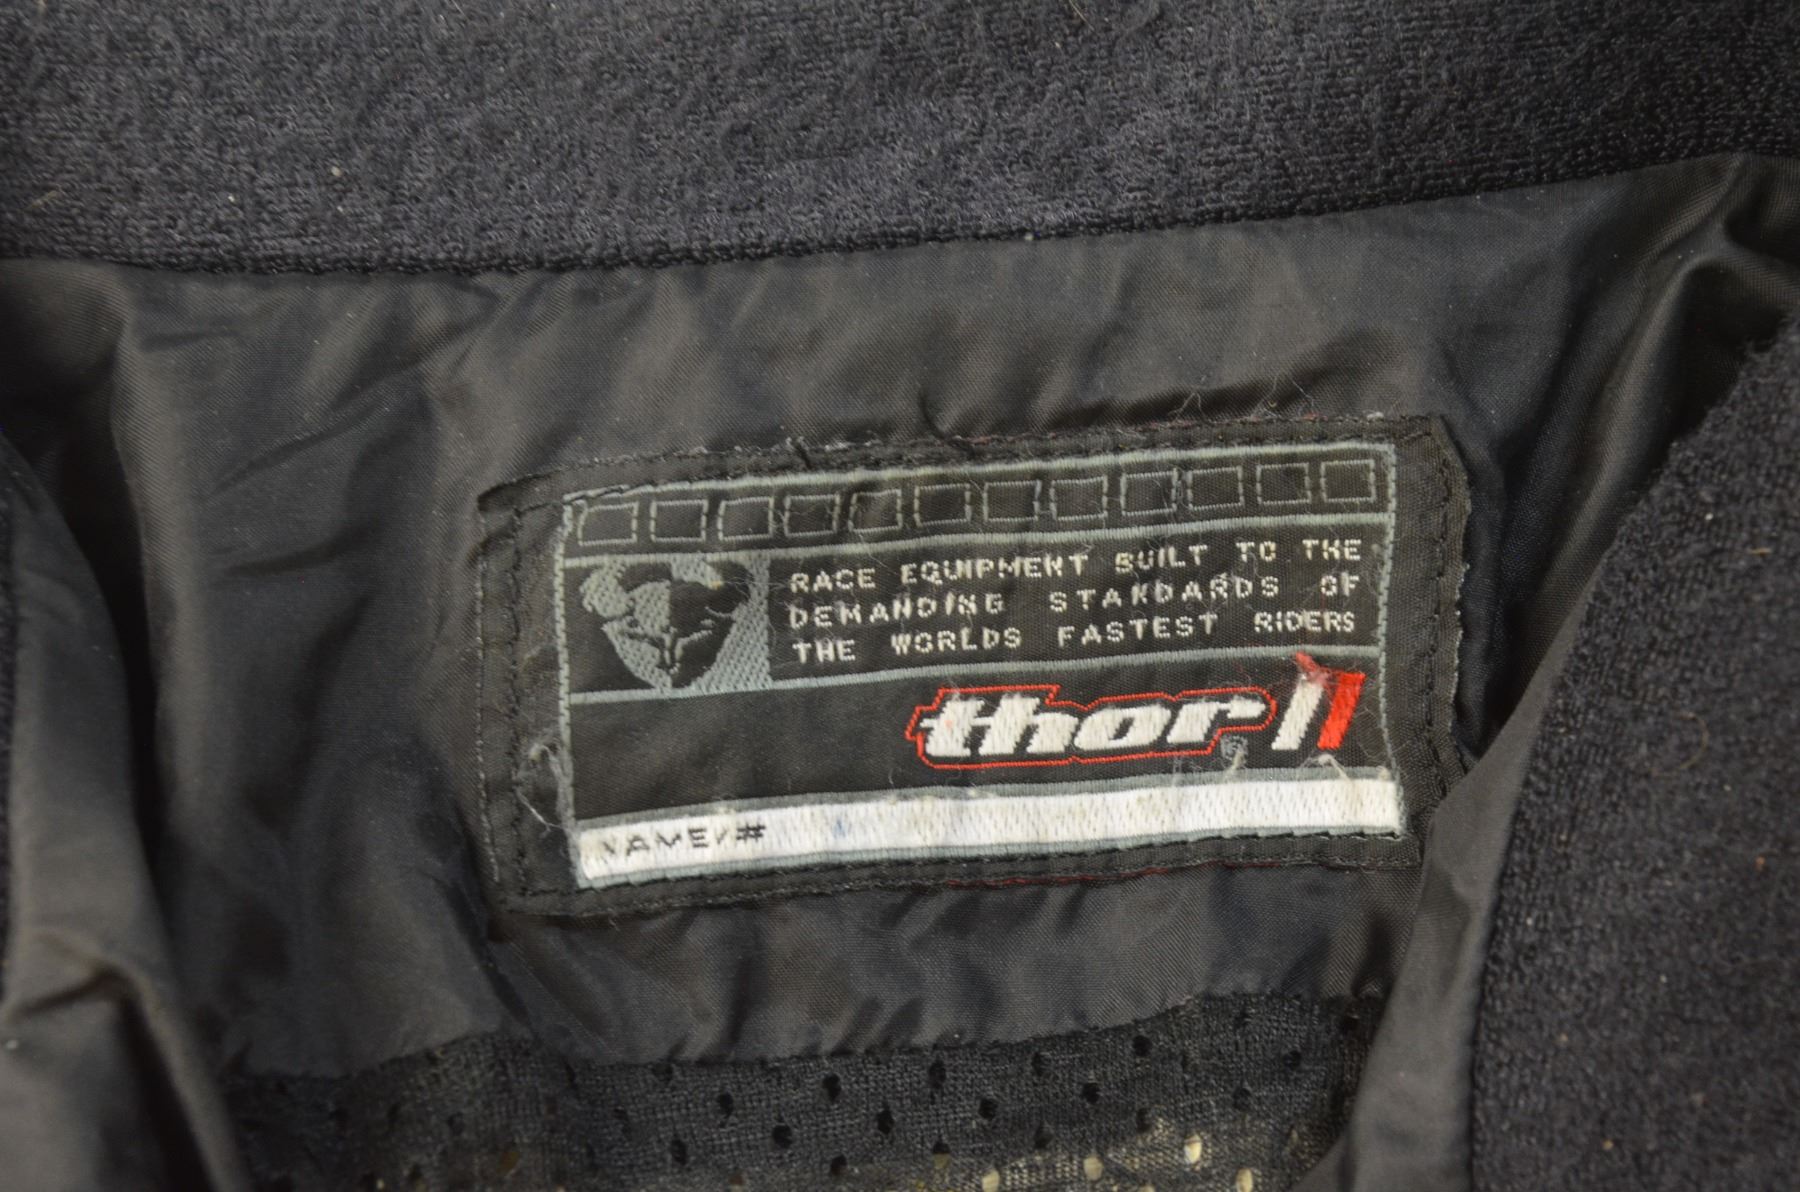 RACE EQUIPMENT BUILT TO THE
DEMANDING STANDARDS OF
THE WORLDS FASTEST RIDERS
thor
NAME/#